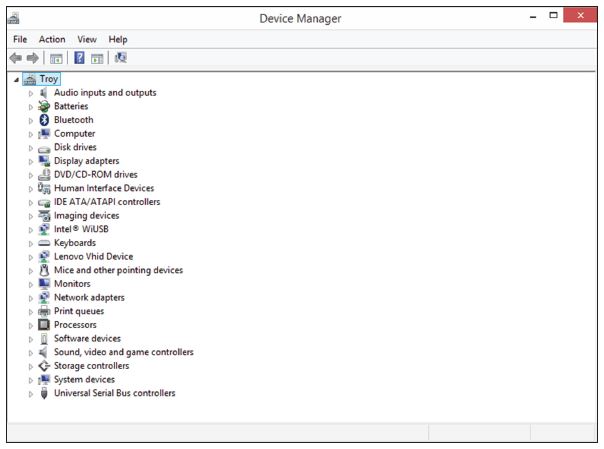 Device Manager
File Action View Help
Troy
Audio inputs and outputs
Batteries
Bluetooth
Computer
Disk drives
Display adapters
DVD/CD-ROM drives
Human Interface Devices
IDE ATA/ATAPI controllers
Imaging devices
Intel® WiUSB
Keyboards
Lenovo Vhid Device
Mice and other pointing devices
Monitors
Network adapters
Print queues
Processors
Software devices
Sound, video and game controllers
Storage controllers
System devices
Universal Serial Bus controllers